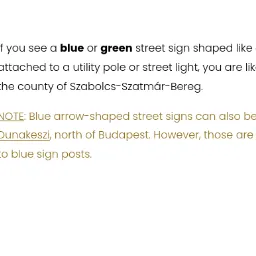 If you see a blue or green street sign shaped like
attached to a utility pole or street light, you are
the county of Szabolcs-Szatmár-Bereg.
NOTE: Blue arrow-shaped street signs can also be
Dunakeszi, north of Budapest. However, those are
to blue sign posts.